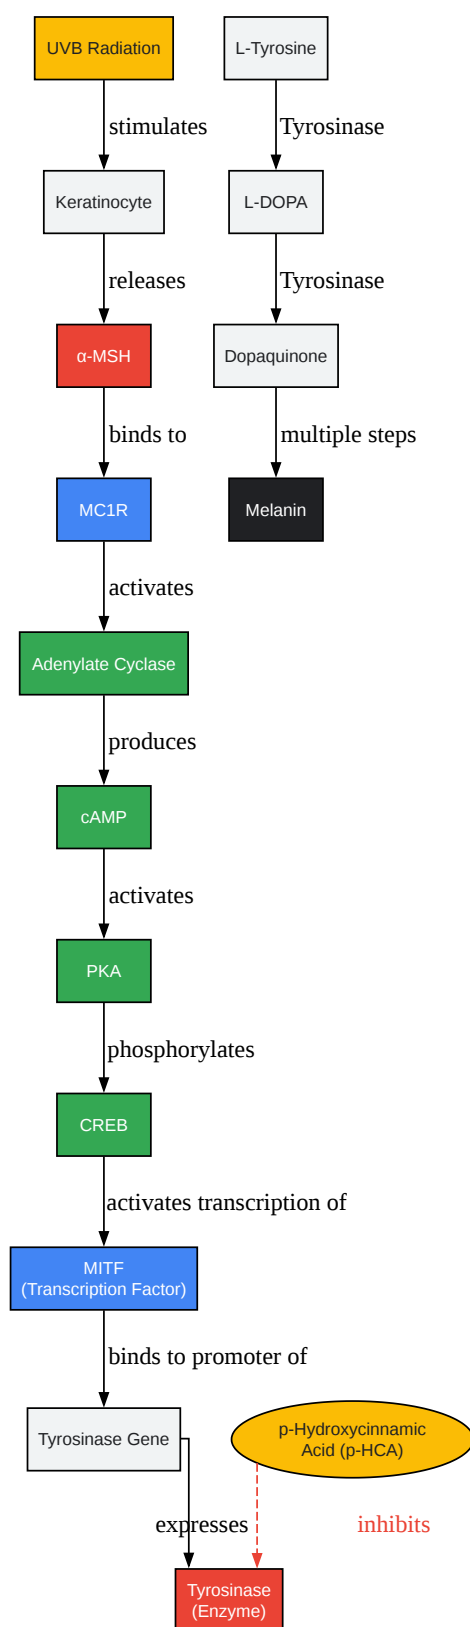 UVB Radiation
L-Tyrosine
stimulates
Tyrosinase
Keratinocyte
L-DOPA
releases
Tyrosinase
α-MSH
Dopaquinone
binds to
multiple steps
MC1R
Melanin
activates
Adenylate Cyclase
produces
cAMP
activates
PKA
phosphorylates
CREB
activates transcription of
MITF
(Transcription Factor)
binds to promoter of
Tyrosinase Gene
p-Hydroxycinnamic
Acid (p-HCA)
expresses
inhibits
Tyrosinase
(Enzyme)